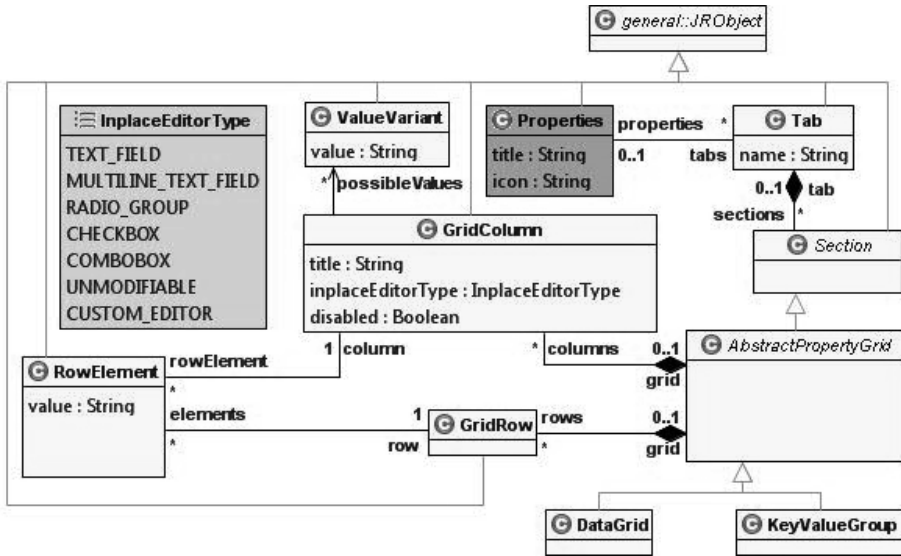 general::JRObject
InplaceEditorType
TEXT_FIELD
MULTILINE_TEXT_FIELD
RADIO_GROUP
CHECKBOX
COMBOBOX
UNMODIFIABLE
CUSTOM_EDITOR
C ValueVariant
value : String
* possibleValues
C Properties
title : String
icon : String
properties *
0..1 tabs
C Tab
name : String
0..1 tab
sections *
C Section
C GridColumn
title : String
inplaceEditorType : InplaceEditorType
disabled : Boolean
1 column
* columns 0..1
grid
C AbstractPropertyGrid
C RowElement
value : String
rowElement
*
elements 1
* row
C GridRow
rows 0..1
* grid
C DataGrid
C KeyValueGroup